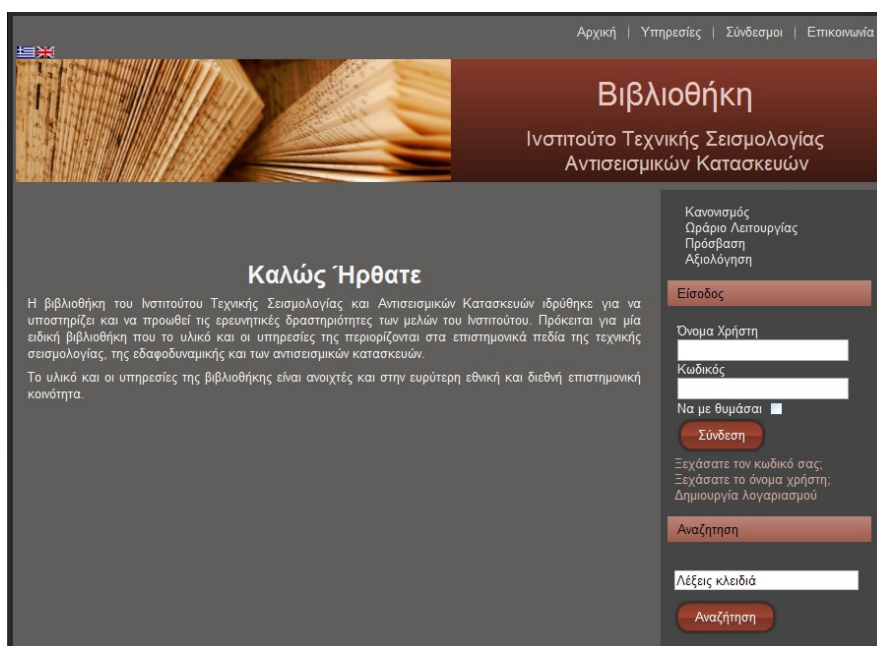 Αρχική | Υπηρεσίες | Σύνδεσμοι | Επικοινωνία
Βιβλιοθήκη
Ινστιτούτο Τεχνικής Σεισμολογίας
Αντισεισμικών Κατασκευών
Καλώς Ήρθατε
Η βιβλιοθήκη του Ινστιτούτου Τεχνικής Σεισμολογίας και Αντισεισμικών Κατασκευών ιδρύθηκε για να
υποστηρίζει και να προωθεί τις ερευνητικές δραστηριότητες των μελών του Ινστιτούτου. Πρόκειται για μία
ειδική βιβλιοθήκη που το υλικό και οι υπηρεσίες της περιορίζονται στα επιστημονικά πεδία της τεχνικής
σεισμολογίας, της εδαφοδυναμικής και των αντισεισμικών κατασκευών.
Το υλικό και οι υπηρεσίες της βιβλιοθήκης είναι ανοιχτές και στην ευρύτερη εθνική και διεθνή επιστημονική
κοινότητα.
Κανονισμός
Ωράριο Λειτουργίας
Πρόσβαση
Αξιολόγηση
Είσοδος
Όνομα Χρήστη
Κωδικός
Να με θυμάσαι
Σύνδεση
Ξεχάσατε τον κωδικό σας;
Ξεχάσατε το όνομα χρήστη;
Δημιουργία λογαριασμού
Αναζητηση
Λέξεις κλειδιά
Αναζήτηση